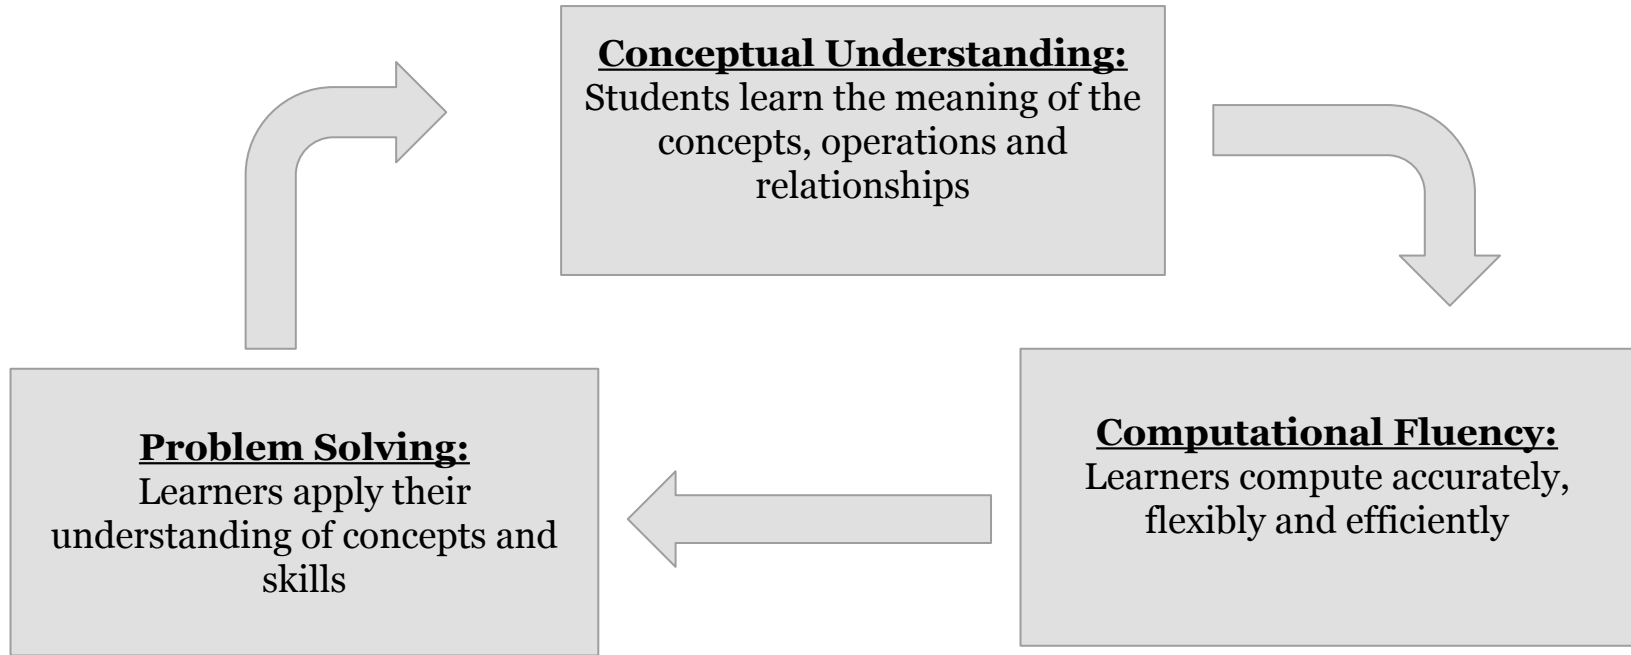 Conceptual Understanding:
Students learn the meaning of the
concepts, operations and
relationships
Computational Fluency:
Learners compute accurately,
flexibly and efficiently
Problem Solving:
Learners apply their
understanding of concepts and
skills